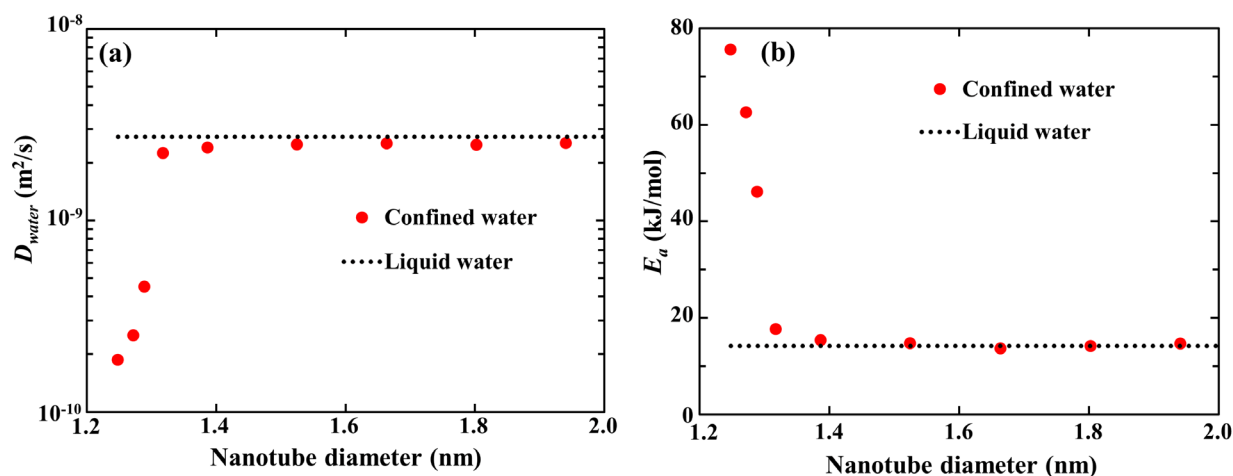 (a)
10⁻⁸
10⁻⁹
10⁻¹⁰
D_water (m²/s)
Confined water
Liquid water
1.2 1.4 1.6 1.8 2.0
Nanotube diameter (nm)
(b)
80
60
40
20
0
E_a (kJ/mol)
Confined water
Liquid water
1.2 1.4 1.6 1.8 2.0
Nanotube diameter (nm)